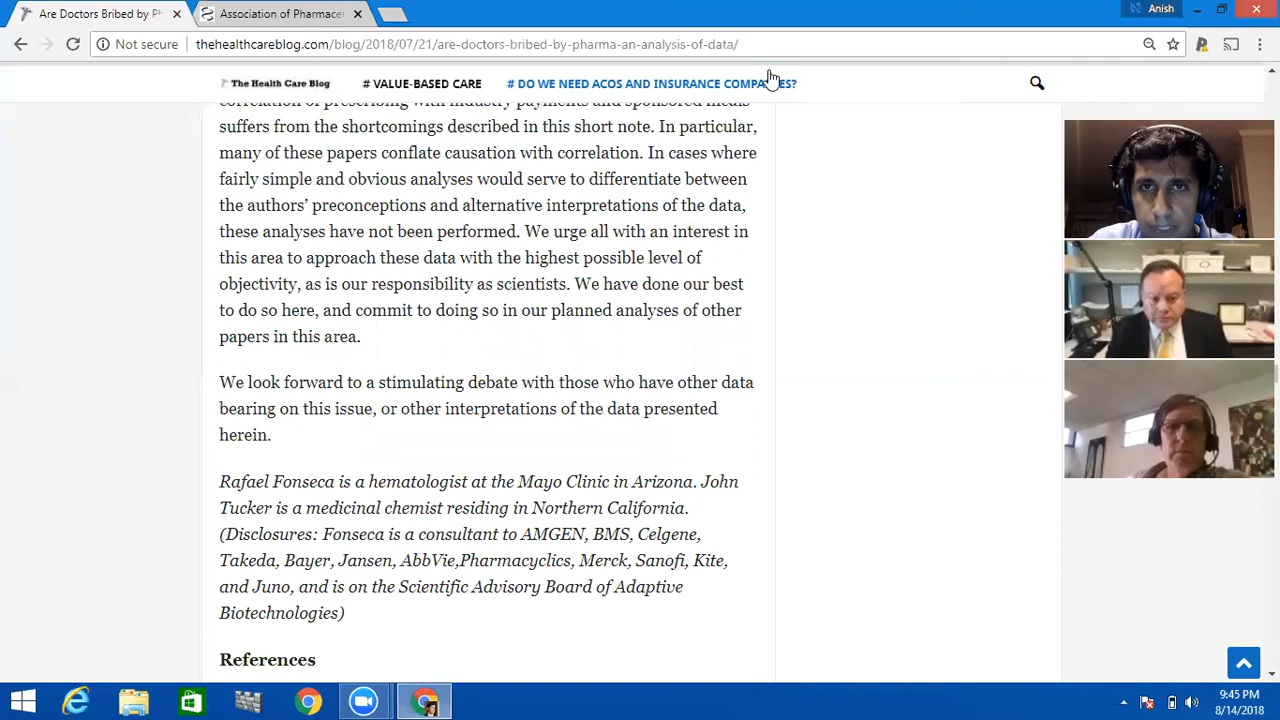 Are Doctors Bribed by Ph
Association of Pharmaceu
Anish
Not secure
thehealthcareblog.com/blog/2018/07/21/are-doctors-bribed-by-pharma-an-analysis-of-data/
The Health Care Blog
# VALUE-BASED CARE
# DO WE NEED ACOS AND INSURANCE COMPANIES?
correlation of prescribing with industry payments and sponsored meals
suffers from the shortcomings described in this short note. In particular,
many of these papers conflate causation with correlation. In cases where
fairly simple and obvious analyses would serve to differentiate between
the authors' preconceptions and alternative interpretations of the data,
these analyses have not been performed. We urge all with an interest in
this area to approach these data with the highest possible level of
objectivity, as is our responsibility as scientists. We have done our best
to do so here, and commit to doing so in our planned analyses of other
papers in this area.
We look forward to a stimulating debate with those who have other data
bearing on this issue, or other interpretations of the data presented
herein.
Rafael Fonseca is a hematologist at the Mayo Clinic in Arizona. John
Tucker is a medicinal chemist residing in Northern California.
(Disclosures: Fonseca is a consultant to AMGEN, BMS, Celgene,
Takeda, Bayer, Jansen, AbbVie,Pharmacyclics, Merck, Sanofi, Kite,
and Juno, and is on the Scientific Advisory Board of Adaptive
Biotechnologies)
References
9:45 PM
8/14/2018